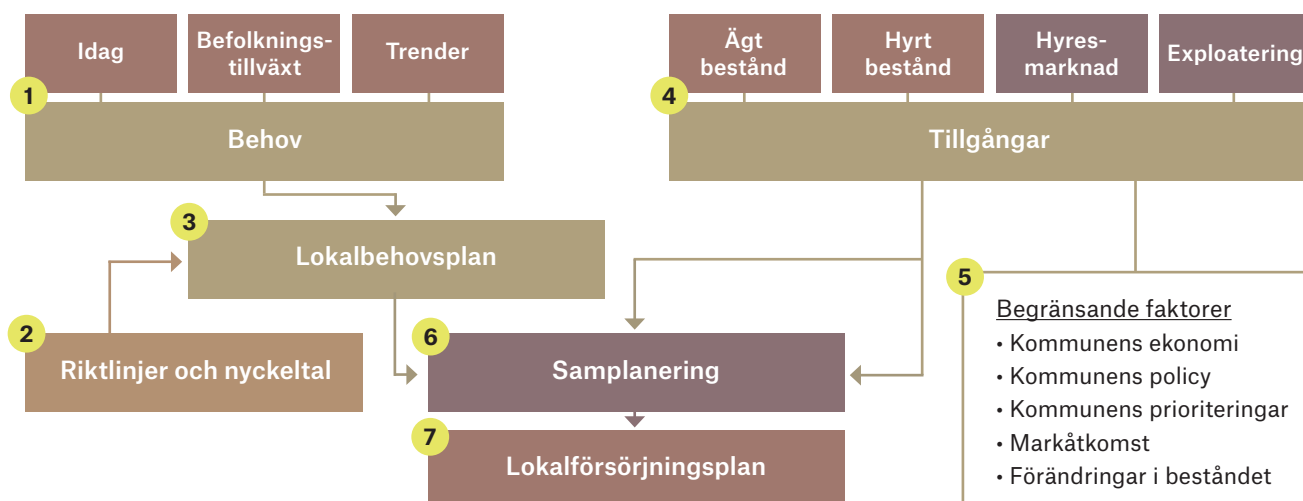 Idag
Befolknings-
tillväxt
Trender
1
Behov
Ägt
bestånd
Hyrt
bestånd
Hyres-
marknad
Exploatering
4
Tillgångar
3
Lokalbehovsplan
2
Riktlinjer och nyckeltal
5
Begränsande faktorer
• Kommunens ekonomi
• Kommunens policy
• Kommunens prioriteringar
• Markåtkomst
• Förändringar i beståndet
6
Samplanering
7
Lokalförsörjningsplan